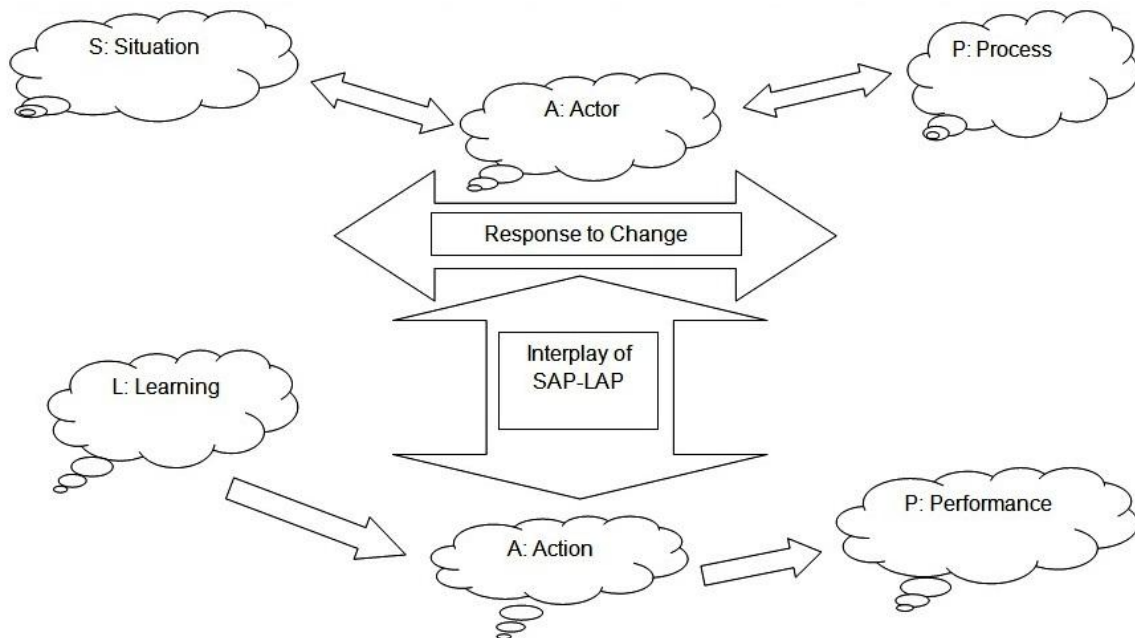 S: Situation
P: Process
A: Actor
Response to Change
Interplay of
SAP-LAP
L: Learning
P: Performance
A: Action